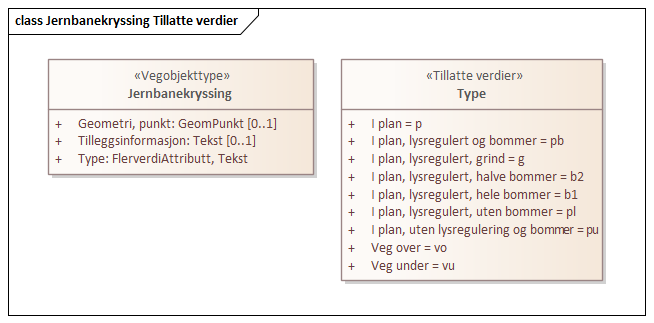 class Jernbanekryssing Tillatte verdier
«Vegobjekttype»
Jernbanekryssing
+ Geometri, punkt: GeomPunkt [0..1]
+ Tilleggsinformasjon: Tekst [0..1]
+ Type: FlerverdiAttributt, Tekst
«Tillatte verdier»
Type
+ I plan = p
+ I plan, lysregulert og bommer = pb
+ I plan, lysregulert, grind = g
+ I plan, lysregulert, halve bommer = b2
+ I plan, lysregulert, hele bommer = b1
+ I plan, lysregulert, uten bommer = pl
+ I plan, uten lysregulering og bommer = pu
+ Veg over = vo
+ Veg under = vu